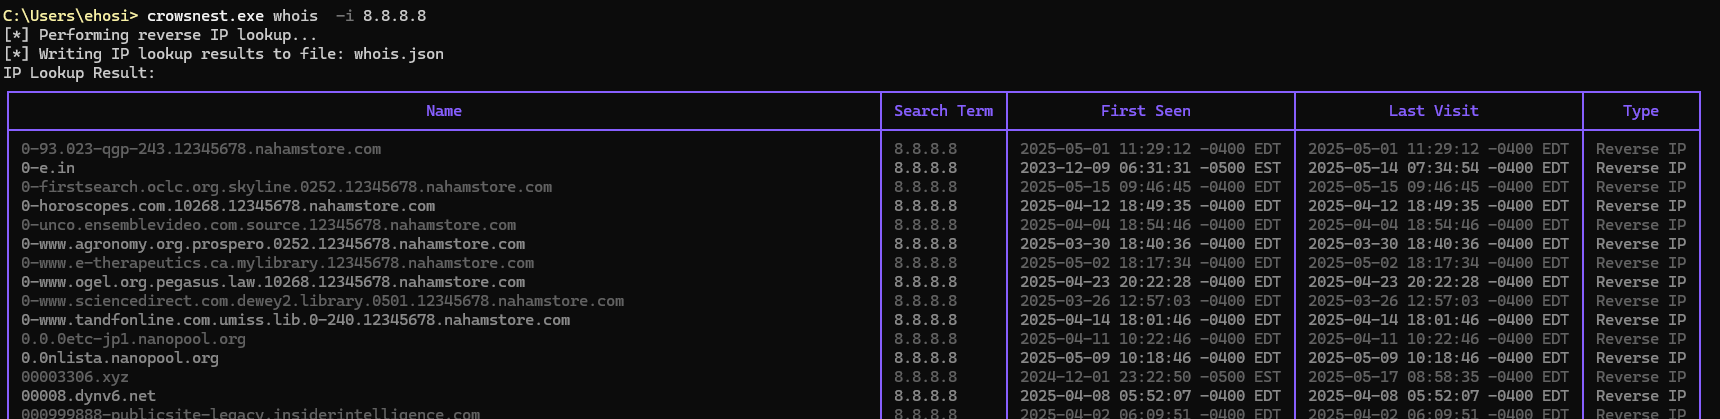 C:\Users\ehosi> crowsnest.exe whois  -i 8.8.8.8
[*] Performing reverse IP lookup...
[*] Writing IP lookup results to file: whois.json
IP Lookup Result:
Name Search Term First Seen Last Visit Type
0-93.023-qgp-243.12345678.nahamstore.com 8.8.8.8 2025-05-01 11:29:12 -0400 EDT 2025-05-01 11:29:12 -0400 EDT Reverse IP
0-e.in 8.8.8.8 2023-12-09 06:31:31 -0500 EST 2025-05-14 07:34:54 -0400 EDT Reverse IP
0-firstsearch.oclc.org.skyline.0252.12345678.nahamstore.com 8.8.8.8 2025-05-15 09:46:45 -0400 EDT 2025-05-15 09:46:45 -0400 EDT Reverse IP
0-horoscopes.com.10268.12345678.nahamstore.com 8.8.8.8 2025-04-12 18:49:35 -0400 EDT 2025-04-12 18:49:35 -0400 EDT Reverse IP
0-unco.ensemblevideo.com.source.12345678.nahamstore.com 8.8.8.8 2025-04-04 18:54:46 -0400 EDT 2025-04-04 18:54:46 -0400 EDT Reverse IP
0-www.agronomy.org.prospero.0252.12345678.nahamstore.com 8.8.8.8 2025-03-30 18:40:36 -0400 EDT 2025-03-30 18:40:36 -0400 EDT Reverse IP
0-www.e-therapeutics.ca.mylibrary.12345678.nahamstore.com 8.8.8.8 2025-05-02 18:17:34 -0400 EDT 2025-05-02 18:17:34 -0400 EDT Reverse IP
0-www.ogel.org.pegasus.law.10268.12345678.nahamstore.com 8.8.8.8 2025-04-23 20:22:28 -0400 EDT 2025-04-23 20:22:28 -0400 EDT Reverse IP
0-www.sciencedirect.com.dewey2.library.0501.12345678.nahamstore.com 8.8.8.8 2025-03-26 12:57:03 -0400 EDT 2025-03-26 12:57:03 -0400 EDT Reverse IP
0-www.tandfonline.com.umiss.lib.0-240.12345678.nahamstore.com 8.8.8.8 2025-04-14 18:01:46 -0400 EDT 2025-04-14 18:01:46 -0400 EDT Reverse IP
0.0.0etc-jp1.nanopool.org 8.8.8.8 2025-04-11 10:22:46 -0400 EDT 2025-04-11 10:22:46 -0400 EDT Reverse IP
0.0nlista.nanopool.org 8.8.8.8 2025-05-09 10:18:46 -0400 EDT 2025-05-09 10:18:46 -0400 EDT Reverse IP
00003306.xyz 8.8.8.8 2024-12-01 23:22:50 -0500 EST 2025-05-17 08:58:35 -0400 EDT Reverse IP
00008.dynv6.net 8.8.8.8 2025-04-08 05:52:07 -0400 EDT 2025-04-08 05:52:07 -0400 EDT Reverse IP
000999888-publicsite-legacy.insiderintelligence.com 8.8.8.8 2025-04-02 06:09:51 -0400 EDT 2025-04-02 06:09:51 -0400 EDT Reverse IP